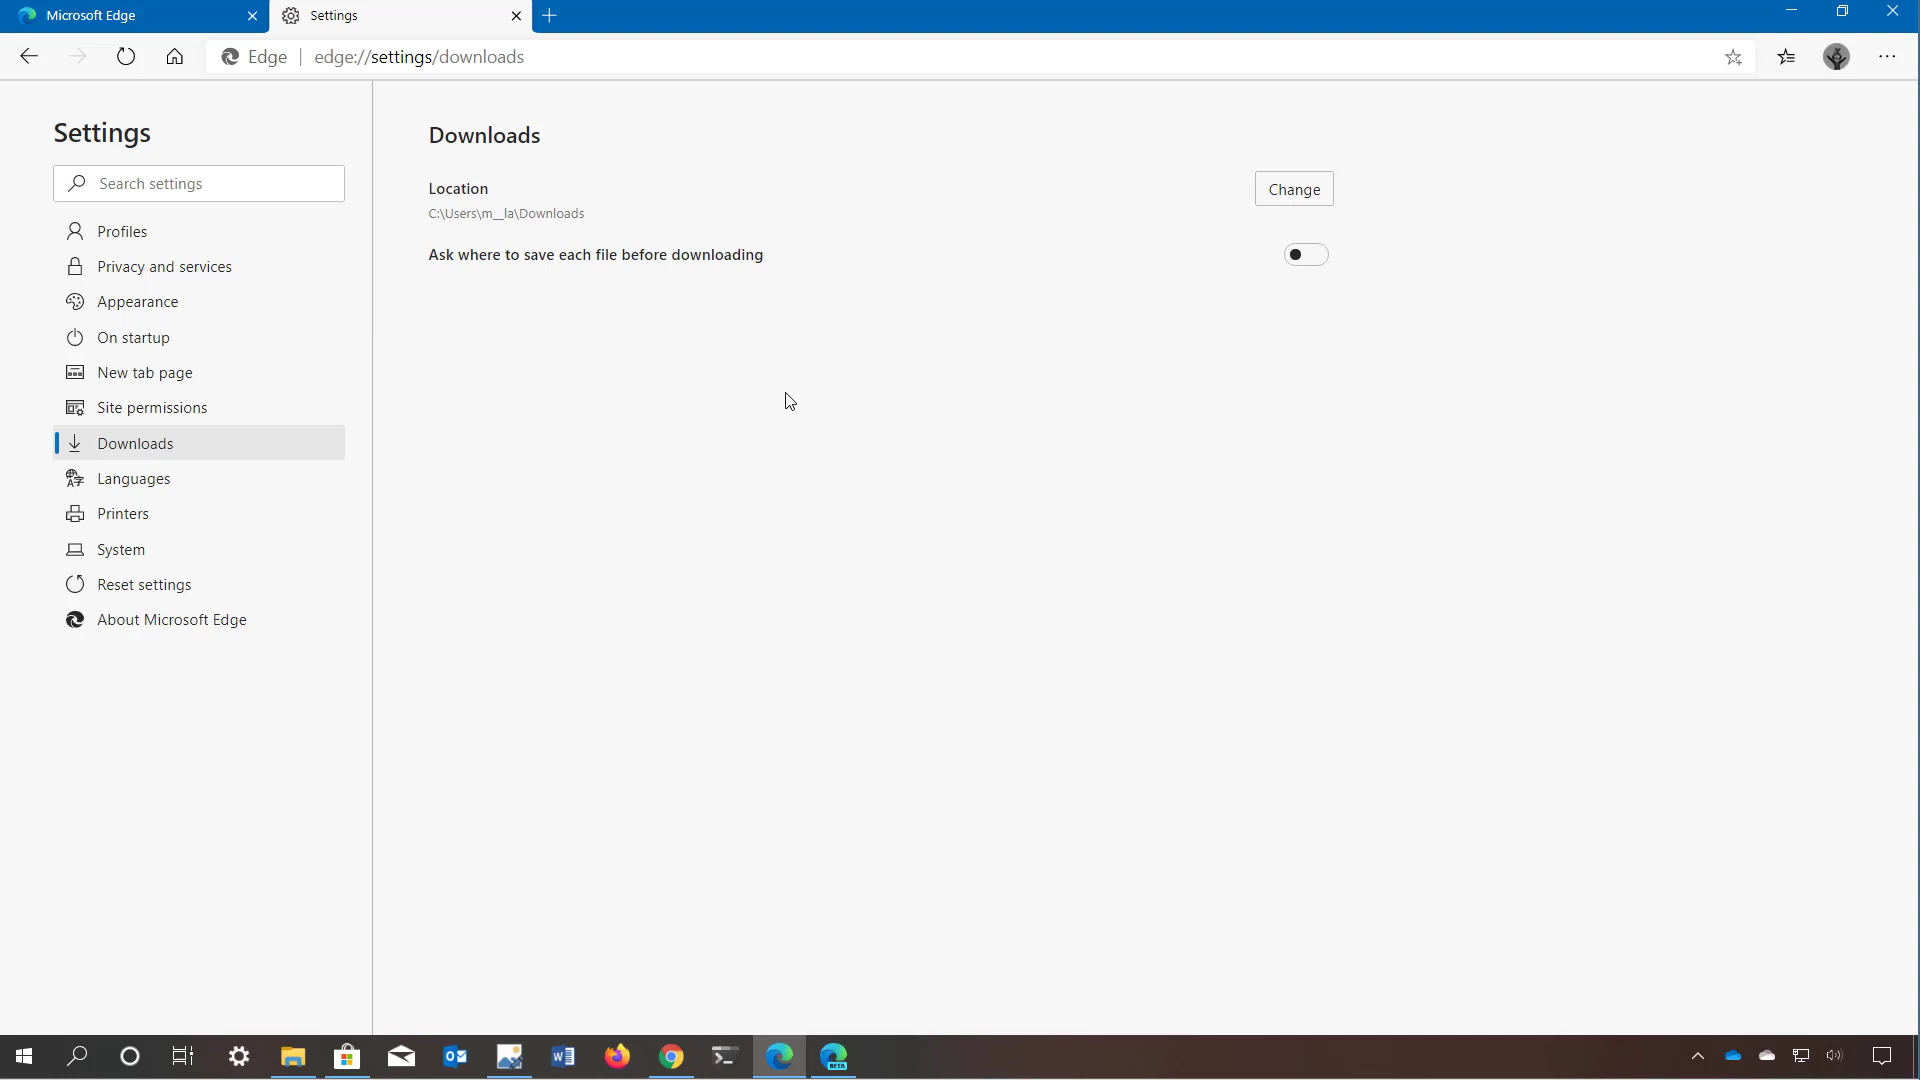 Microsoft Edge
Settings
Edge
edge://settings/downloads
Settings
Search settings
Profiles
Privacy and services
Appearance
On startup
New tab page
Site permissions
Downloads
Languages
Printers
System
Reset settings
About Microsoft Edge
Downloads
Location
Change
C:\Users\m__la\Downloads
Ask where to save each file before downloading
BETA